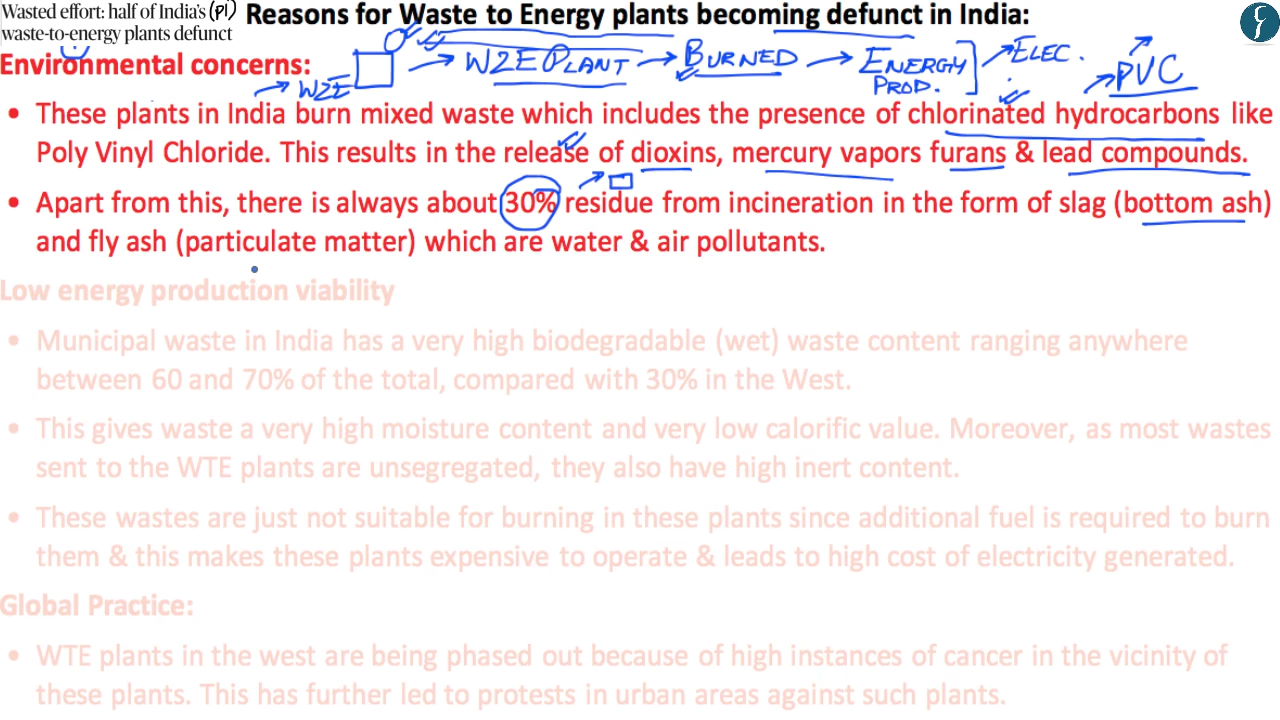 Wasted effort: half of India's (P1)
waste-to-energy plants defunct
Reasons for Waste to Energy plants becoming defunct in India:
Environmental concerns:
→ W2E → W2E PLANT → BURNED → ENERGY PROD. → ELEC.
→ PVC
• These plants in India burn mixed waste which includes the presence of chlorinated hydrocarbons like
Poly Vinyl Chloride. This results in the release of dioxins, mercury vapors furans & lead compounds.
• Apart from this, there is always about 30% residue from incineration in the form of slag (bottom ash)
and fly ash (particulate matter) which are water & air pollutants.
Low energy production viability
• Municipal waste in India has a very high biodegradable (wet) waste content ranging anywhere
between 60 and 70% of the total, compared with 30% in the West.
• This gives waste a very high moisture content and very low calorific value. Moreover, as most wastes
sent to the WTE plants are unsegregated, they also have high inert content.
• These wastes are just not suitable for burning in these plants since additional fuel is required to burn
them & this makes these plants expensive to operate & leads to high cost of electricity generated.
Global Practice:
• WTE plants in the west are being phased out because of high instances of cancer in the vicinity of
these plants. This has further led to protests in urban areas against such plants.